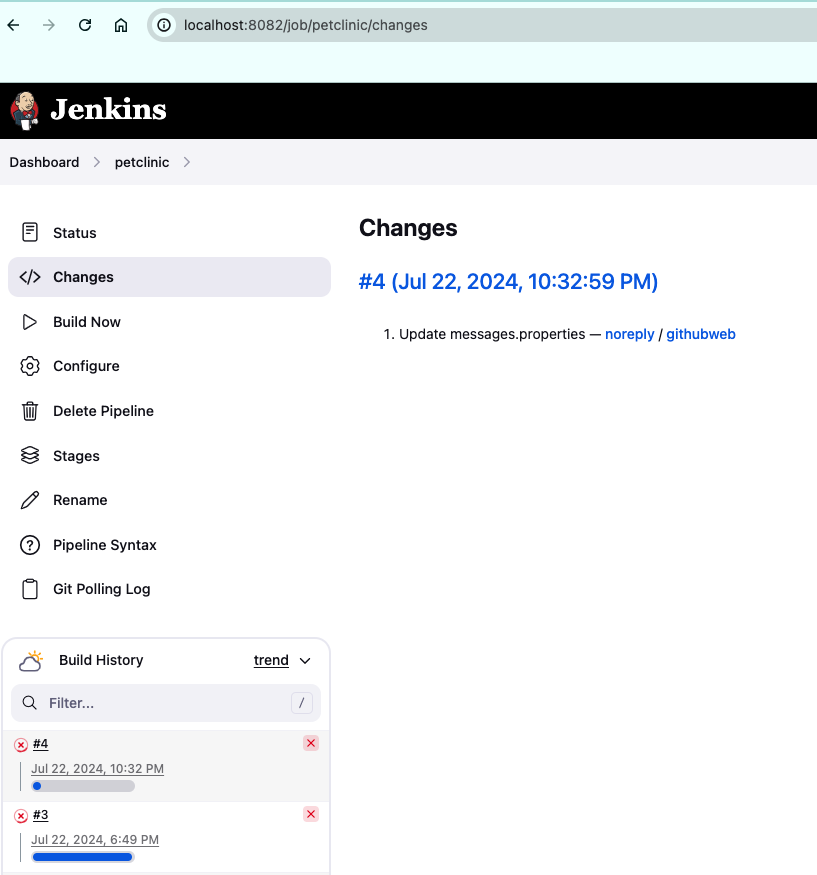 localhost:8082/job/petclinic/changes
Jenkins
Dashboard petclinic
Status
Changes
Build Now
Configure
Delete Pipeline
Stages
Rename
Pipeline Syntax
Git Polling Log
Changes
#4 (Jul 22, 2024, 10:32:59 PM)
1. Update messages.properties — noreply / githubweb
Build History trend
Filter... /
#4
Jul 22, 2024, 10:32 PM
#3
Jul 22, 2024, 6:49 PM